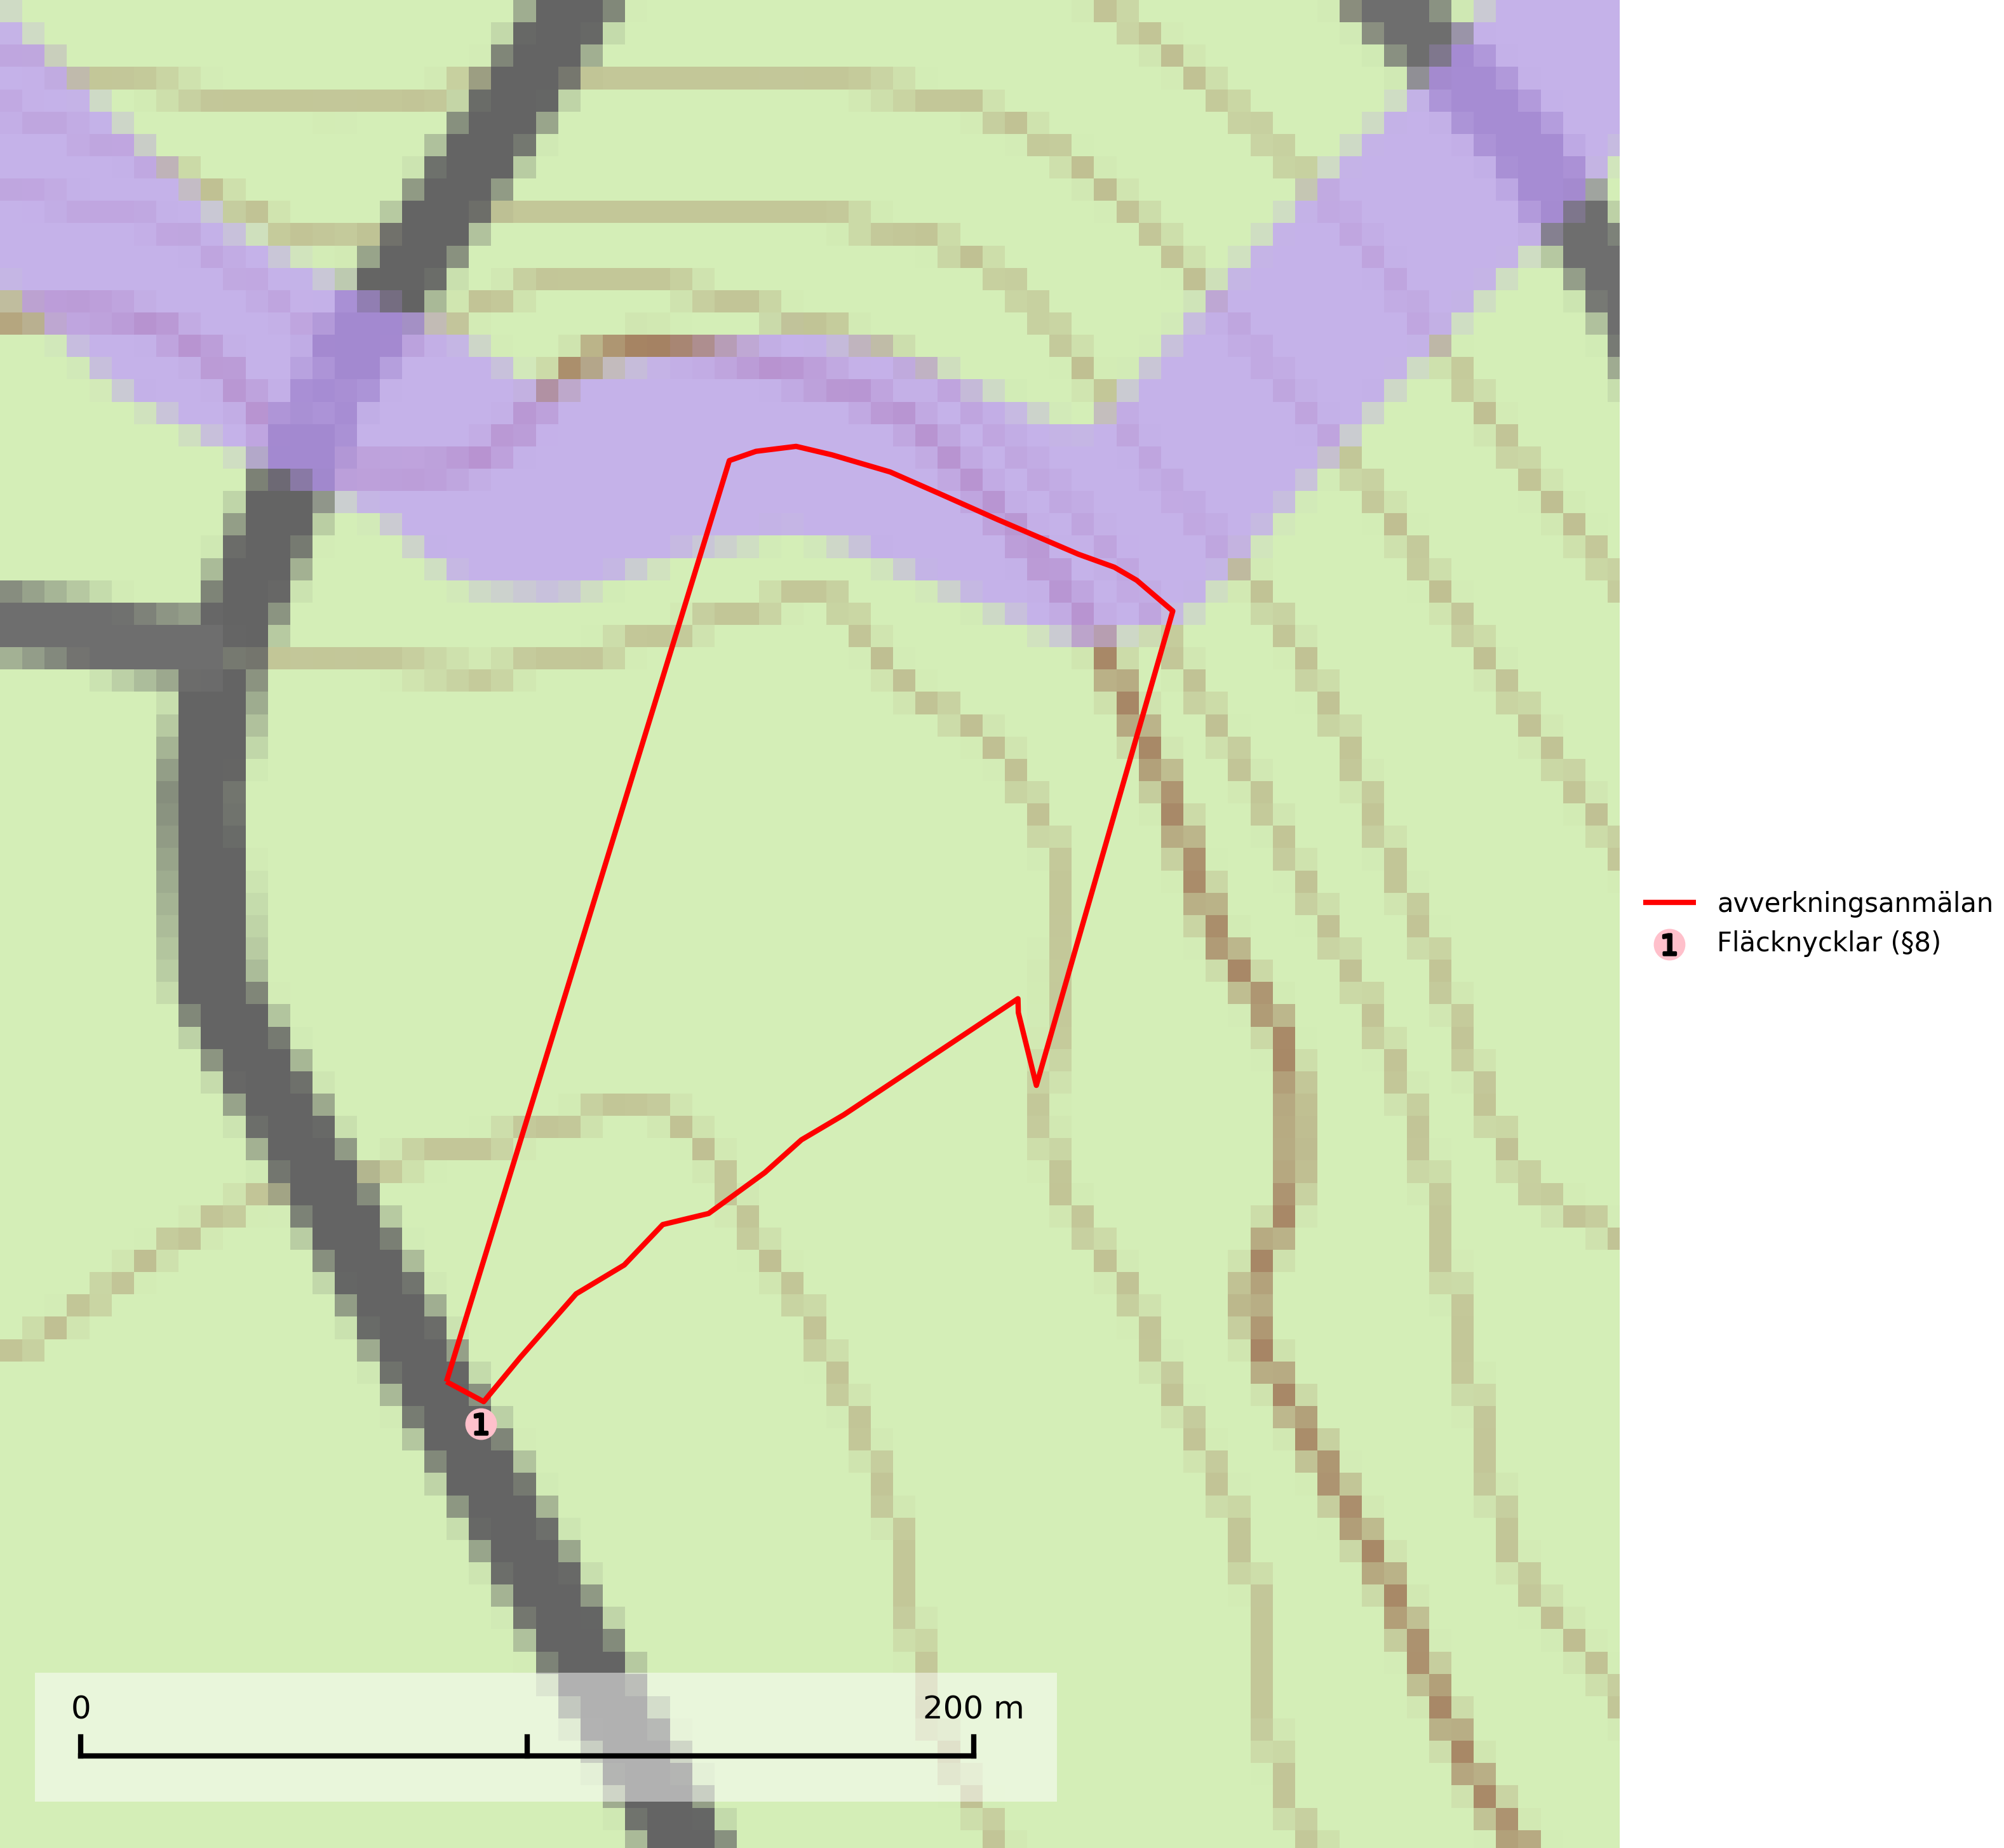 avverkningsanmälan
1 Fläcknycklar (§8)
1
0 200 m